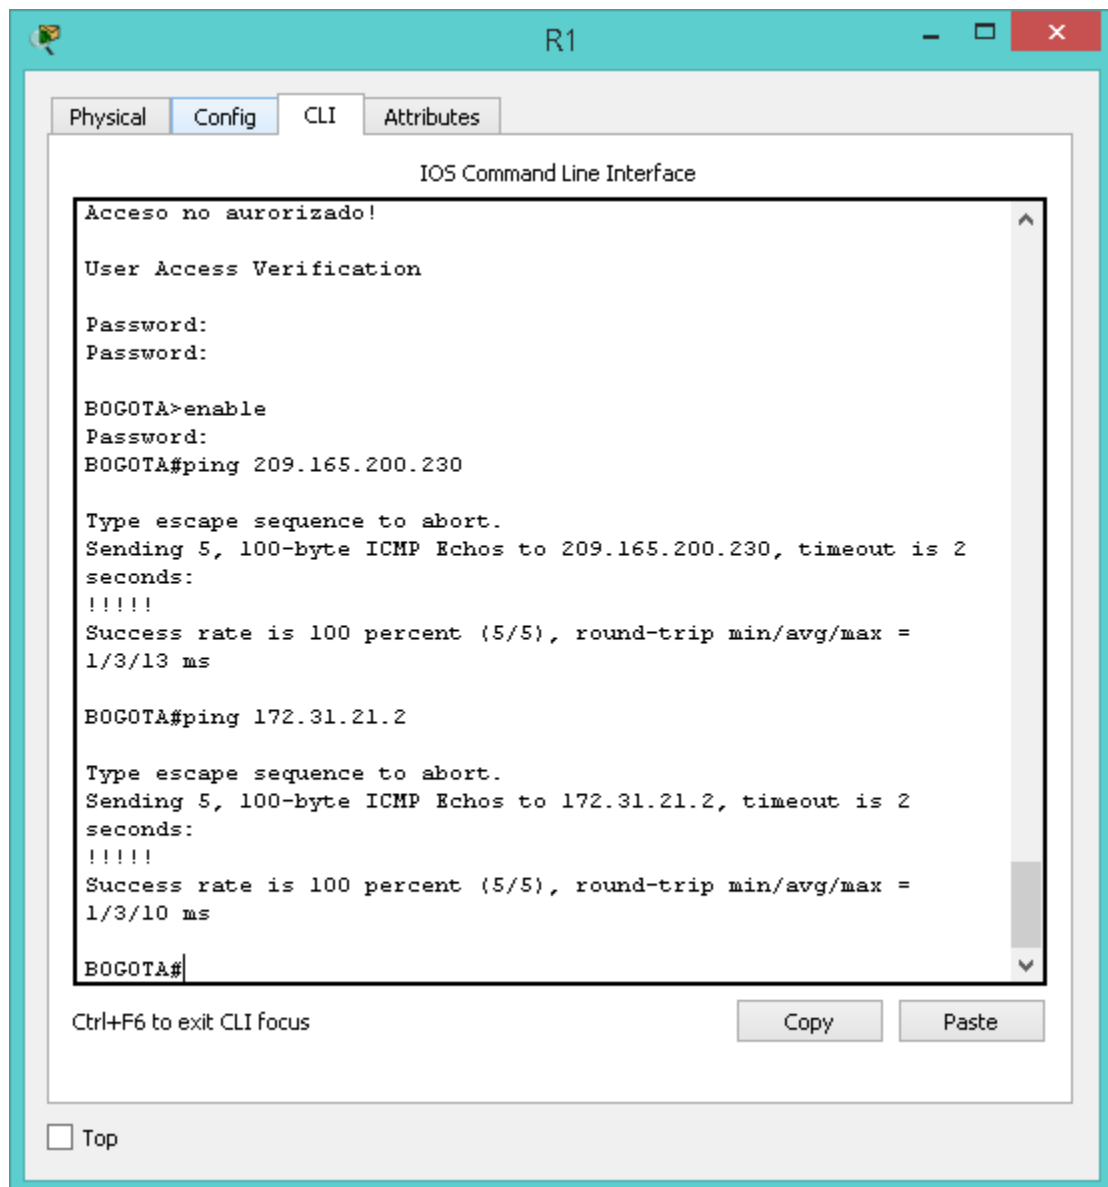 R1
Physical Config CLI Attributes
IOS Command Line Interface
Acceso no aurorizado!
User Access Verification
Password:
Password:
BOGOTA>enable
Password:
BOGOTA#ping 209.165.200.230
Type escape sequence to abort.
Sending 5, 100-byte ICMP Echos to 209.165.200.230, timeout is 2
seconds:
!!!!!
Success rate is 100 percent (5/5), round-trip min/avg/max =
1/3/13 ms
BOGOTA#ping 172.31.21.2
Type escape sequence to abort.
Sending 5, 100-byte ICMP Echos to 172.31.21.2, timeout is 2
seconds:
!!!!!
Success rate is 100 percent (5/5), round-trip min/avg/max =
1/3/10 ms
BOGOTA#
Ctrl+F6 to exit CLI focus
Copy Paste
Top